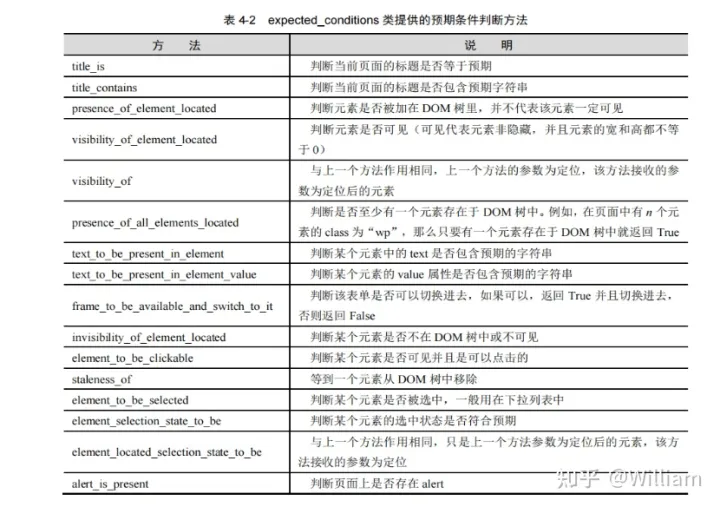 表 4-2 expected_conditions 类提供的预期条件判断方法
方 法 说 明
title_is 判断当前页面的标题是否等于预期
title_contains 判断当前页面的标题是否包含预期字符串
presence_of_element_located 判断元素是否被加在 DOM 树里，并不代表该元素一定可见
visibility_of_element_located 判断元素是否可见（可见代表元素非隐藏，并且元素的宽和高都不等
于 0）
visibility_of 与上一个方法作用相同，上一个方法的参数为定位，该方法接收的参
数为定位后的元素
presence_of_all_elements_located 判断是否至少有一个元素存在于 DOM 树中。例如，在页面中有 n 个元
素的 class 为“wp”，那么只要有一个元素存在于 DOM 树中就返回 True
text_to_be_present_in_element 判断某个元素中的 text 是否包含预期的字符串
text_to_be_present_in_element_value 判断某个元素的 value 属性是否包含预期的字符串
frame_to_be_available_and_switch_to_it 判断该表单是否可以切换进去，如果可以，返回 True 并且切换进去，
否则返回 False
invisibility_of_element_located 判断某个元素是否不在 DOM 树中或不可见
element_to_be_clickable 判断某个元素是否可见并且是可以点击的
staleness_of 等到一个元素从 DOM 树中移除
element_to_be_selected 判断某个元素是否被选中，一般用在下拉列表中
element_selection_state_to_be 判断某个元素的选中状态是否符合预期
element_located_selection_state_to_be 与上一个方法作用相同，只是上一个方法参数为定位后的元素，该方
法接收的参数为定位
alert_is_present 判断页面上是否存在 alert
知乎 @William